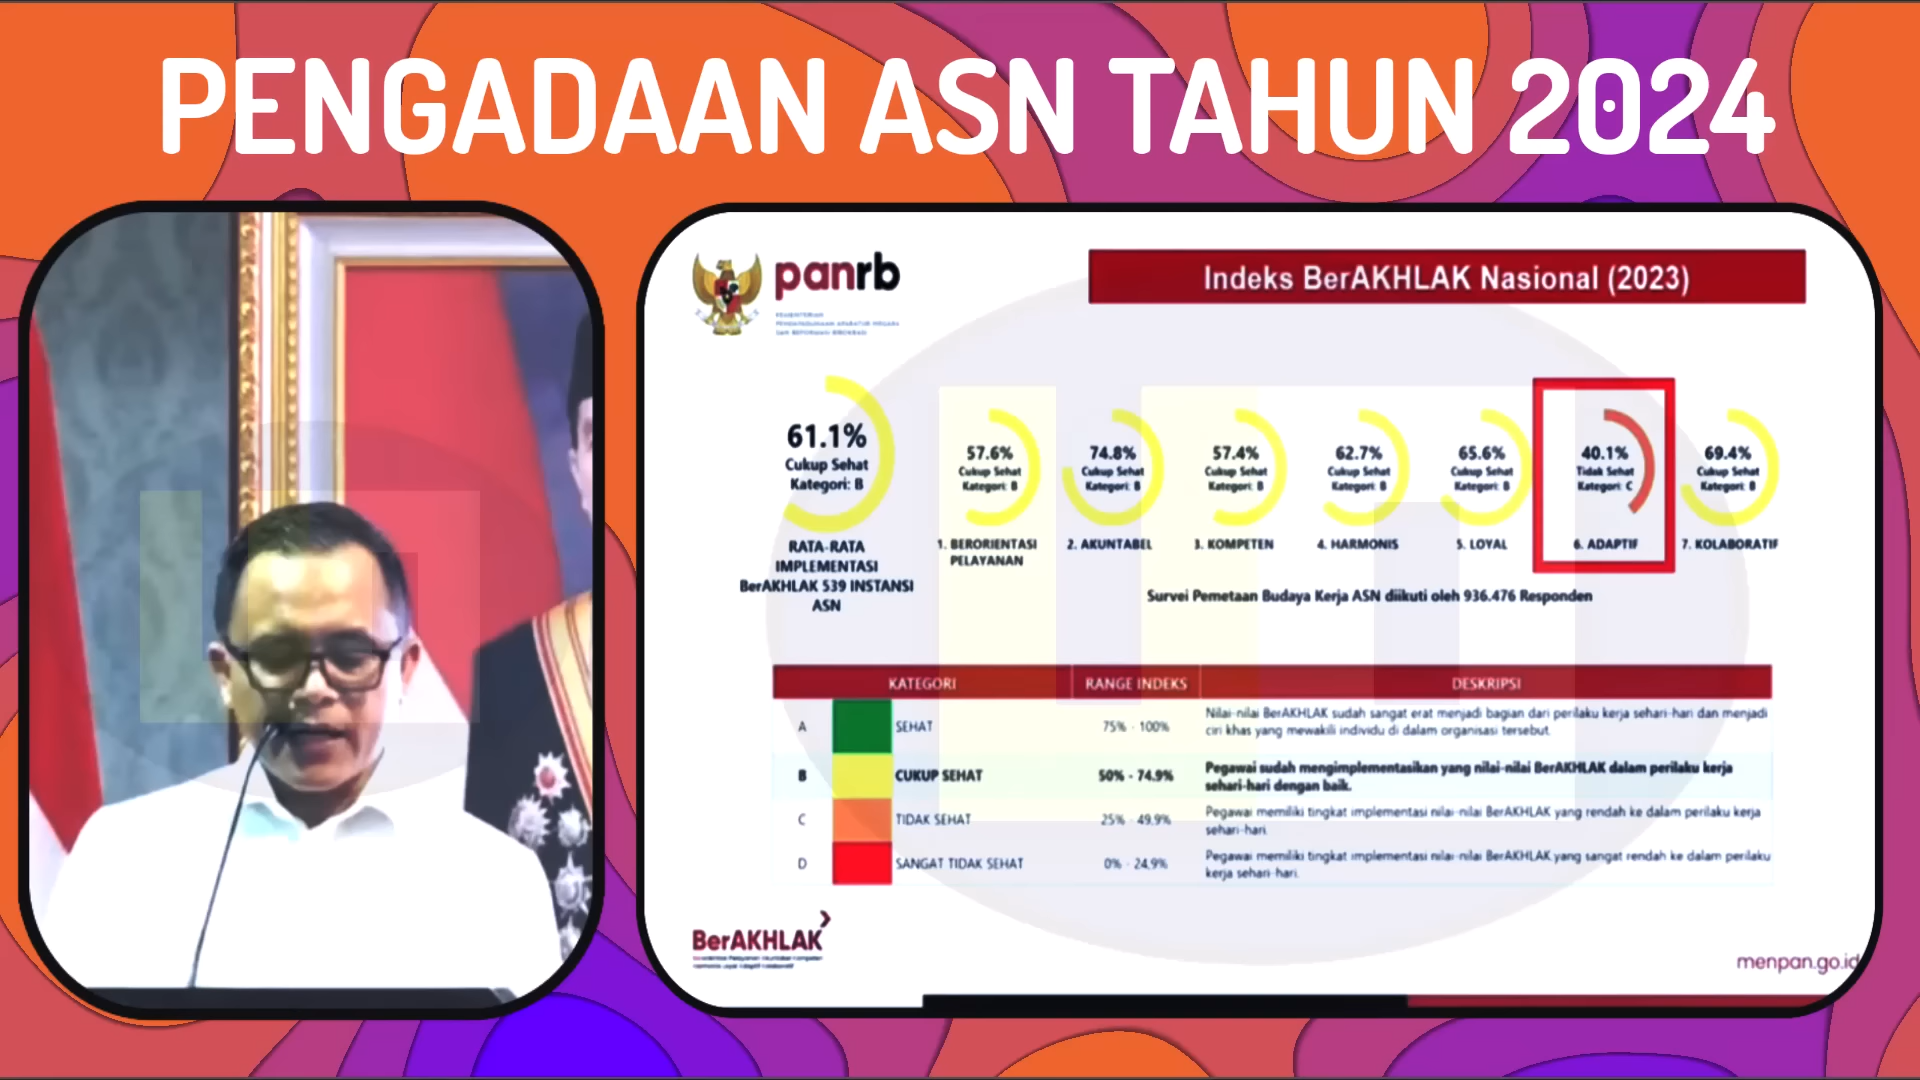 PENGADAAN ASN TAHUN 2024
panrb
Indeks BerAKHLAK Nasional (2023)
61.1%
Cukup Sehat
Kategori: B
RATA-RATA
IMPLEMENTASI
BerAKHLAK 539 INSTANSI
ASN
57.6%
Cukup Sehat
Kategori: B
1. BERORIENTASI
PELAYANAN
74.8%
Cukup Sehat
Kategori: B
2. AKUNTABEL
57.4%
Cukup Sehat
Kategori: B
3. KOMPETEN
62.7%
Cukup Sehat
Kategori: B
4. HARMONIS
65.6%
Cukup Sehat
Kategori: B
5. LOYAL
40.1%
Tidak Sehat
Kategori: C
6. ADAPTIF
69.4%
Cukup Sehat
Kategori: B
7. KOLABORATIF
Survei Pemetaan Budaya Kerja ASN diikuti oleh 936.476 Responden
KATEGORI RANGE INDEKS DESKRIPSI
A SEHAT 75% - 100% Nilai-nilai BerAKHLAK sudah sangat erat menjadi bagian dari perilaku kerja sehari-hari dan menjadi
ciri khas yang mewakili individu di dalam organisasi tersebut.
B CUKUP SEHAT 50% - 74.9% Pegawai sudah mengimplementasikan yang nilai-nilai BerAKHLAK dalam perilaku kerja
sehari-hari dengan baik.
C TIDAK SEHAT 25% - 49.9% Pegawai memiliki tingkat implementasi nilai-nilai BerAKHLAK yang rendah ke dalam perilaku kerja
sehari-hari.
D SANGAT TIDAK SEHAT 0% - 24.9% Pegawai memiliki tingkat implementasi nilai-nilai BerAKHLAK yang sangat rendah ke dalam perilaku
kerja sehari-hari.
BerAKHLAK
menpan.go.id